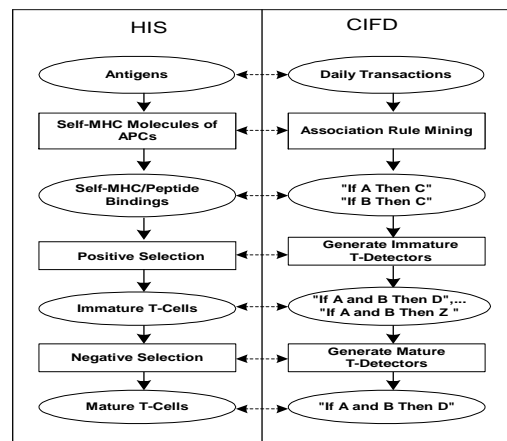 HIS
CIFD
Antigens
Daily Transactions
Self-MHC Molecules of
APCs
Association Rule Mining
Self-MHC/Peptide
Bindings
"If A Then C"
"If B Then C"
Positive Selection
Generate Immature
T-Detectors
Immature T-Cells
"If A and B Then D",...
"If A and B Then Z "
Negative Selection
Generate Mature
T-Detectors
Mature T-Cells
"If A and B Then D"